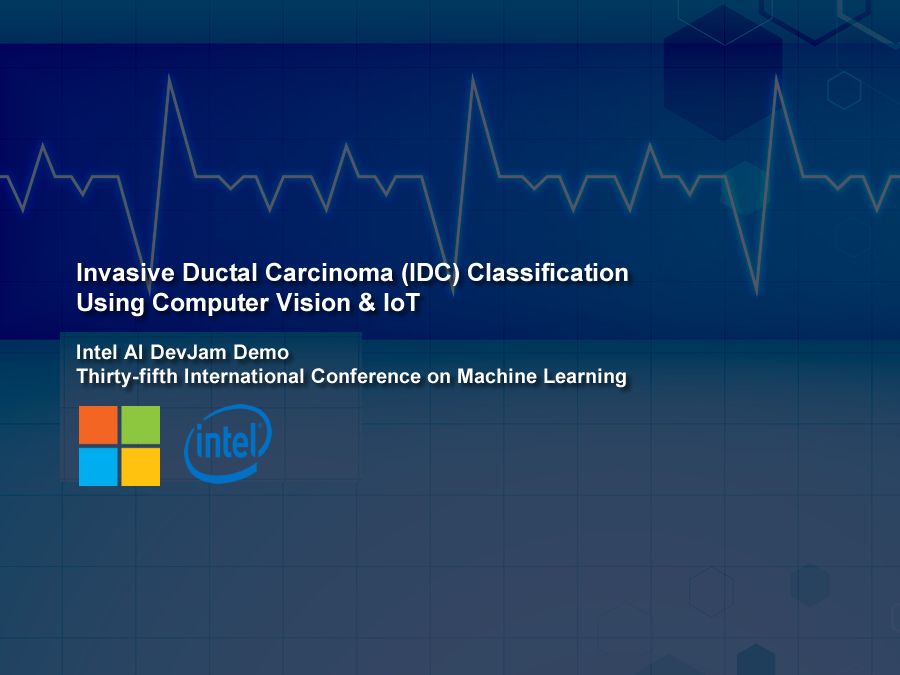 Invasive Ductal Carcinoma (IDC) Classification
Using Computer Vision & IoT
Intel AI DevJam Demo
Thirty-fifth International Conference on Machine Learning
intel